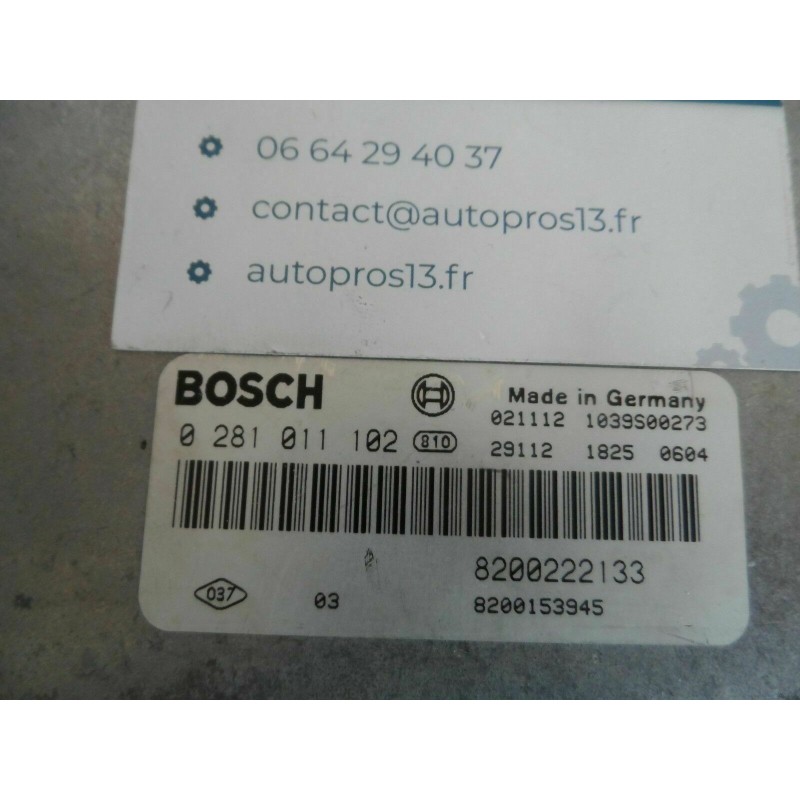 06 64 29 40 37
contact@autopros13.fr
autopros13.fr
BOSCH Made in Germany
021112 1039S00273
0 281 011 102 810 29112 1825 0604
8200222133
037 03 8200153945